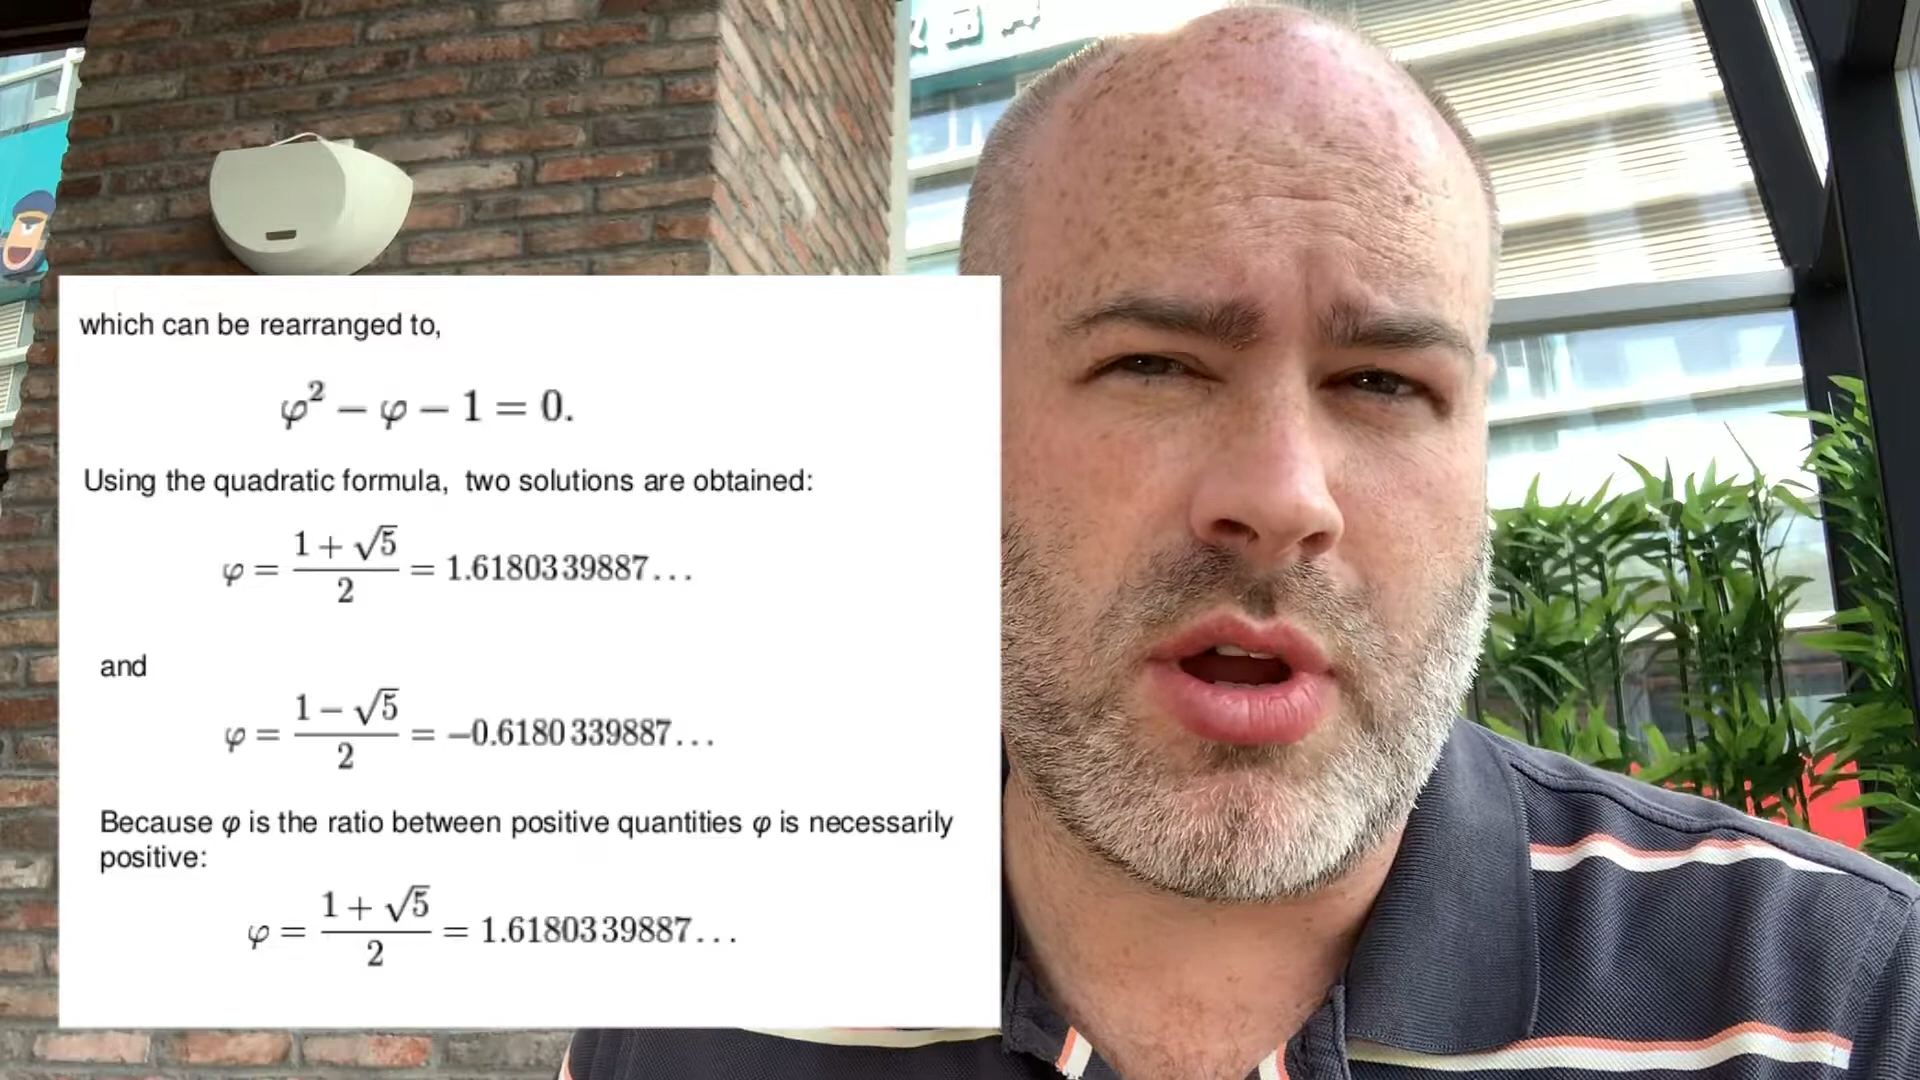 which can be rearranged to,
φ² − φ − 1 = 0.
Using the quadratic formula, two solutions are obtained:
φ = (1 + √5)/2 = 1.6180339887...
and
φ = (1 − √5)/2 = −0.6180339887...
Because φ is the ratio between positive quantities φ is necessarily
positive:
φ = (1 + √5)/2 = 1.6180339887...